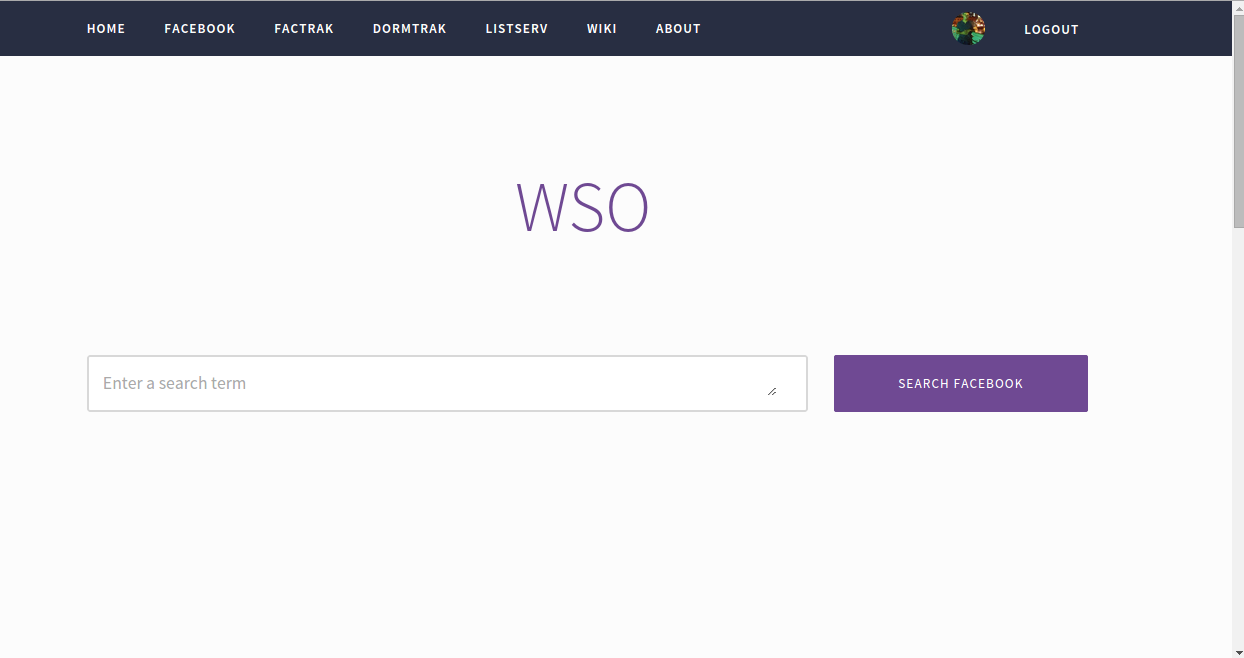 HOME FACEBOOK FACTRAK DORMTRAK LISTSERV WIKI ABOUT LOGOUT
WSO
Enter a search term SEARCH FACEBOOK